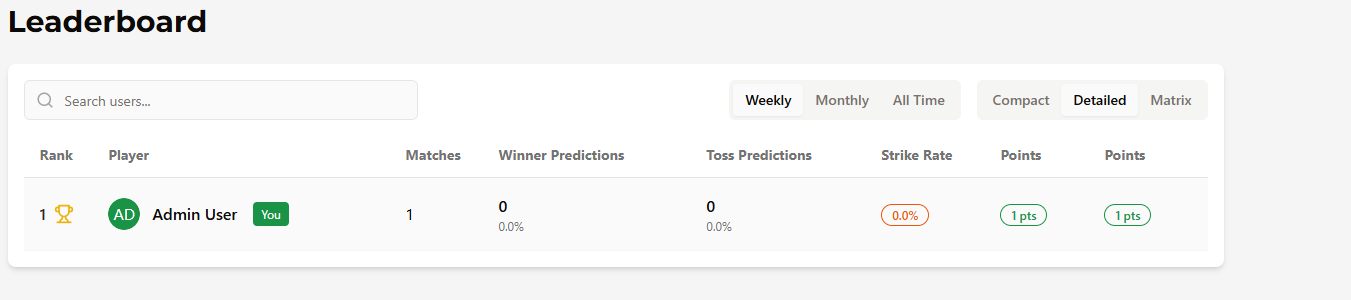 Leaderboard
Search users...
Weekly Monthly All Time Compact Detailed Matrix
Rank Player Matches Winner Predictions Toss Predictions Strike Rate Points Points
1 AD Admin User You 1 0 0 0.0% 1 pts 1 pts
0.0% 0.0%